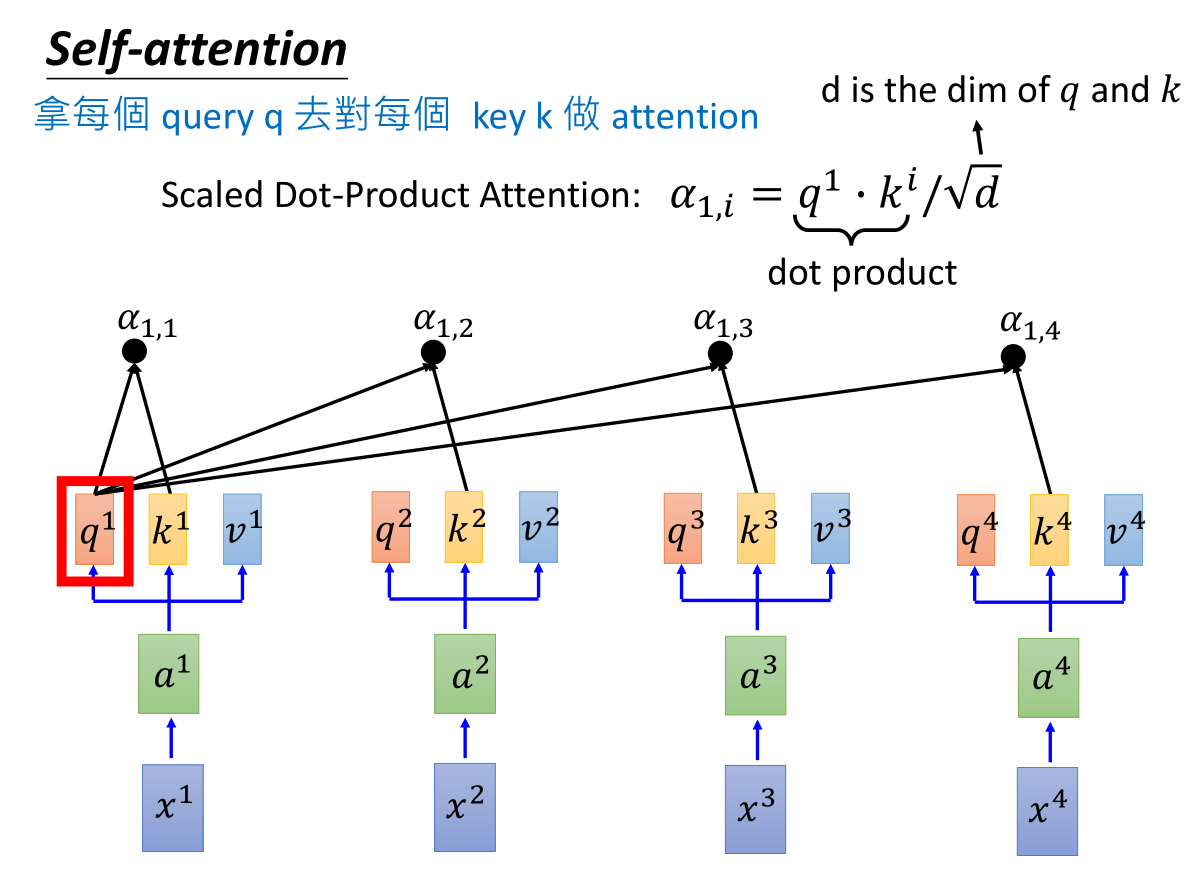 Self-attention
拿每個 query q 去對每個 key k 做 attention
d is the dim of q and k
Scaled Dot-Product Attention: α₁,ᵢ = q¹ · kⁱ/√d
dot product
α₁,₁ α₁,₂ α₁,₃ α₁,₄
q¹ k¹ v¹ q² k² v² q³ k³ v³ q⁴ k⁴ v⁴
a¹ a² a³ a⁴
x¹ x² x³ x⁴